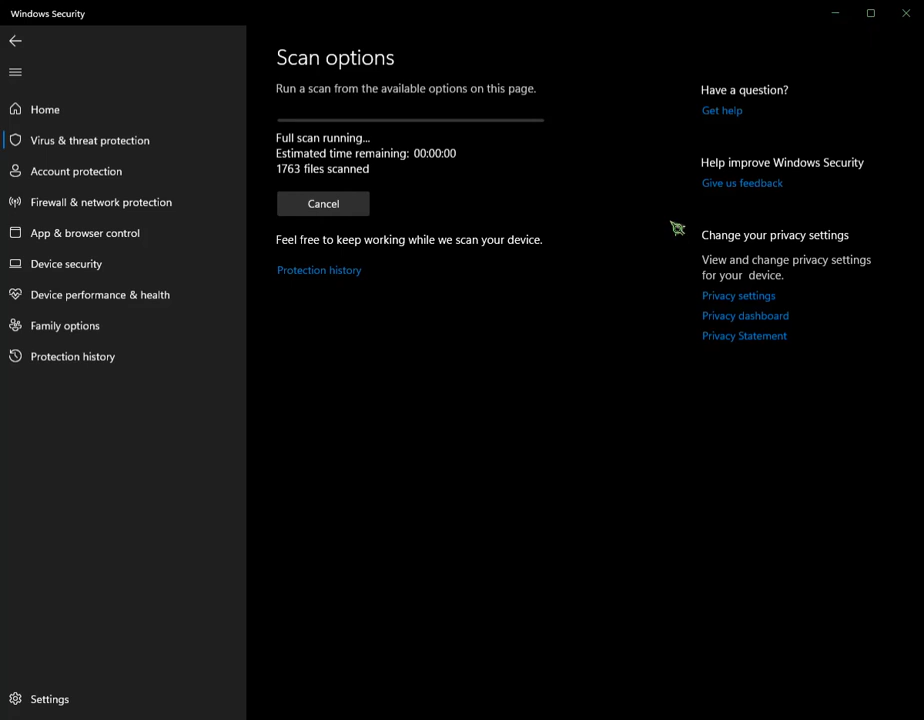 Windows Security
Home
Virus & threat protection
Account protection
Firewall & network protection
App & browser control
Device security
Device performance & health
Family options
Protection history
Settings
Scan options
Run a scan from the available options on this page.
Full scan running...
Estimated time remaining: 00:00:00
1763 files scanned
Cancel
Feel free to keep working while we scan your device.
Protection history
Have a question?
Get help
Help improve Windows Security
Give us feedback
Change your privacy settings
View and change privacy settings
for your device.
Privacy settings
Privacy dashboard
Privacy Statement